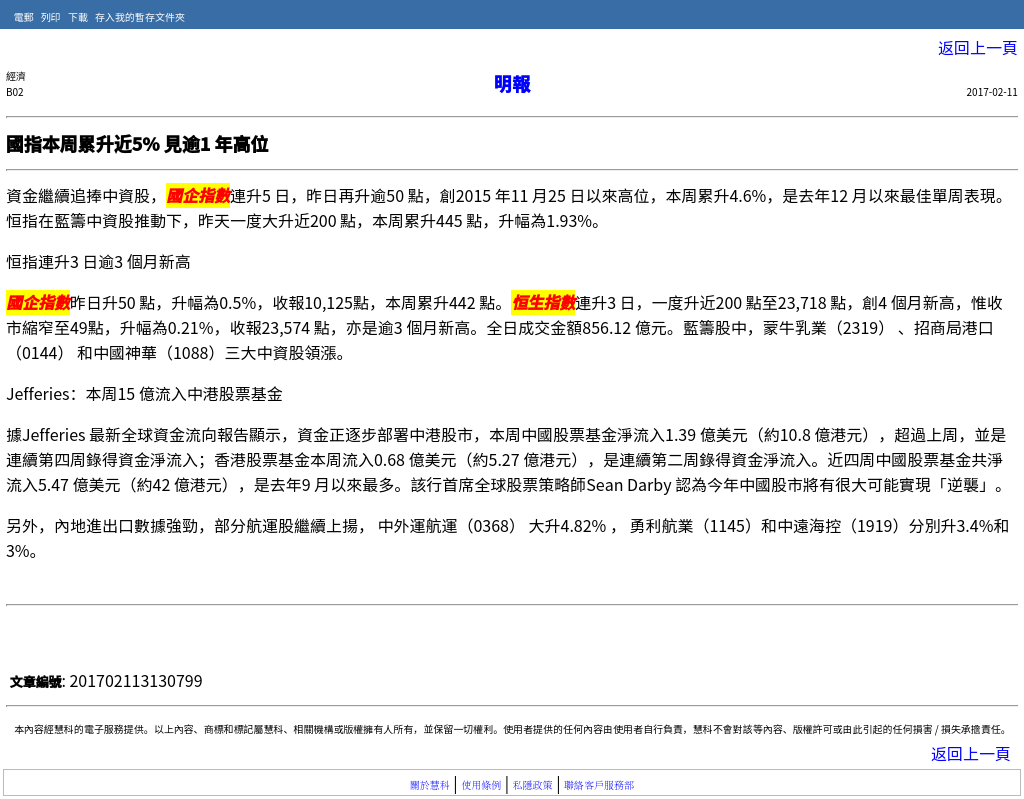 電郵 列印 下載 存入我的暫存文件夾
返回上一頁
經濟
B02
明報
2017-02-11
國指本周累升近5% 見逾1 年高位
資金繼續追捧中資股，國企指數連升5 日，昨日再升逾50 點，創2015 年11 月25 日以來高位，本周累升4.6%，是去年12 月以來最佳單周表現。
恒指在藍籌中資股推動下，昨天一度大升近200 點，本周累升445 點，升幅為1.93%。
恒指連升3 日逾3 個月新高
國企指數昨日升50 點，升幅為0.5%，收報10,125點，本周累升442 點。恒生指數連升3 日，一度升近200 點至23,718 點，創4 個月新高，惟收
市縮窄至49點，升幅為0.21%，收報23,574 點，亦是逾3 個月新高。全日成交金額856.12 億元。藍籌股中，蒙牛乳業（2319） 、招商局港口
（0144） 和中國神華（1088）三大中資股領漲。
Jefferies：本周15 億流入中港股票基金
據Jefferies 最新全球資金流向報告顯示，資金正逐步部署中港股市，本周中國股票基金淨流入1.39 億美元（約10.8 億港元），超過上周，並是
連續第四周錄得資金淨流入；香港股票基金本周流入0.68 億美元（約5.27 億港元），是連續第二周錄得資金淨流入。近四周中國股票基金共淨
流入5.47 億美元（約42 億港元），是去年9 月以來最多。該行首席全球股票策略師Sean Darby 認為今年中國股市將有很大可能實現「逆襲」。
另外，內地進出口數據強勁，部分航運股繼續上揚， 中外運航運（0368） 大升4.82% ， 勇利航業（1145）和中遠海控（1919）分別升3.4%和
3%。
文章編號: 201702113130799
本內容經慧科的電子服務提供。以上內容、商標和標記屬慧科、相關機構或版權擁有人所有，並保留一切權利。使用者提供的任何內容由使用者自行負責，慧科不會對該等內容、版權許可或由此引起的任何損害 / 損失承擔責任。
返回上一頁
關於慧科 | 使用條例 | 私隱政策 | 聯絡客戶服務部